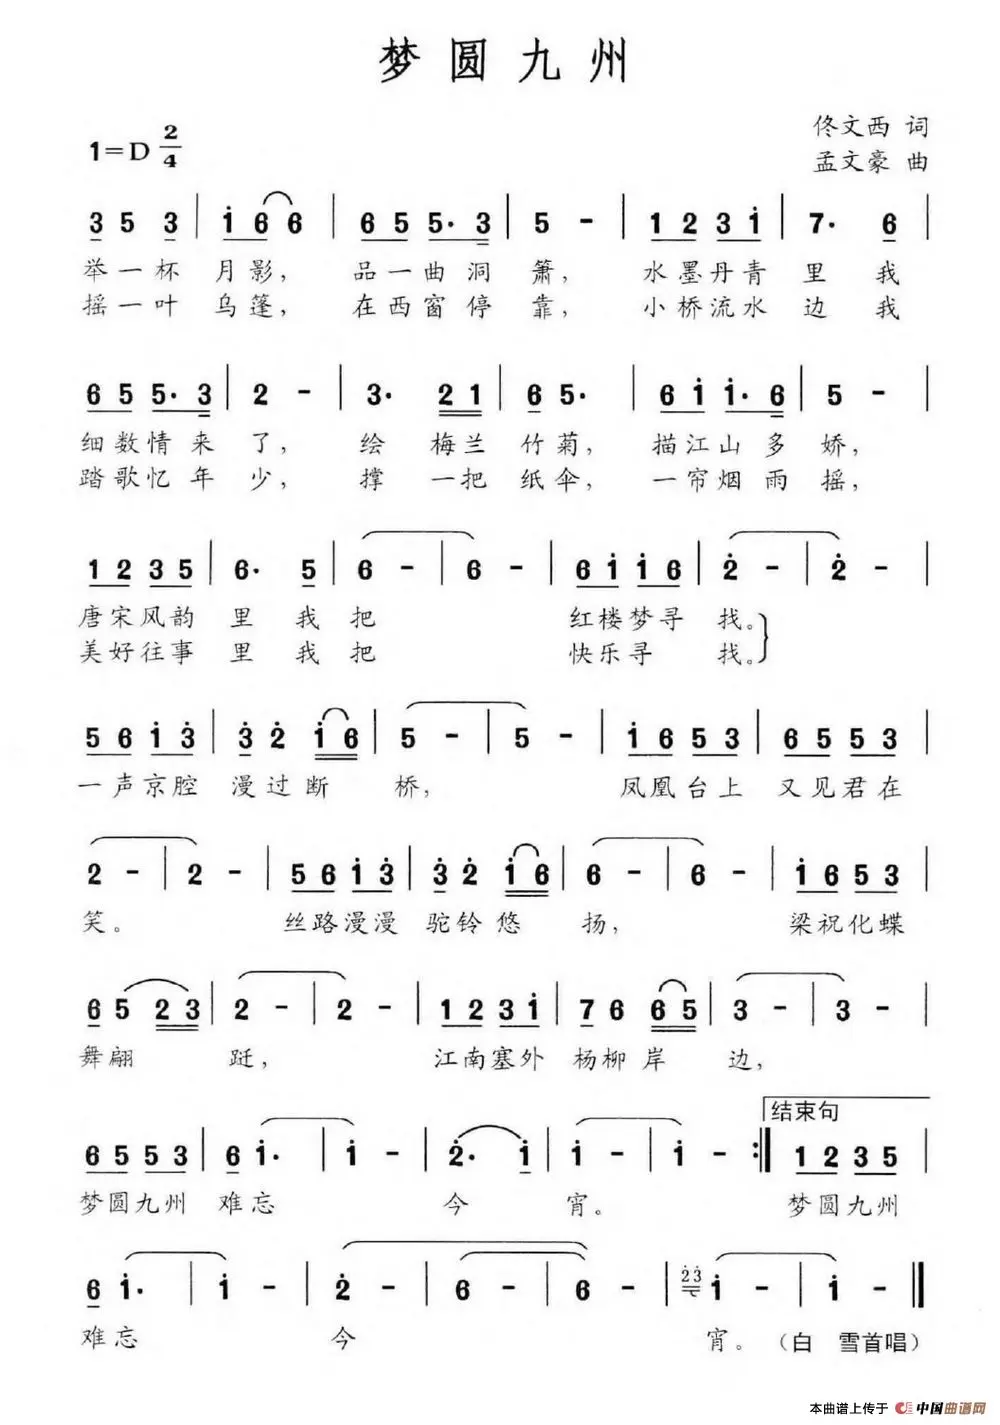 梦圆九州
佟文西 词
1=D 2/4
孟文豪 曲
3 5 3 | i 6 6 | 6 5 5· 3 | 5 - | 1 2 3 i | 7· 6
举一杯 月影， 品一曲洞 箫， 水墨丹青 里 我
摇一叶 乌篷， 在西窗停 靠， 小桥流水 边 我
6 5 5· 3 | 2 - | 3· 2 1 | 6 5· | 6 i i· 6 | 5 -
细数情来 了， 绘 梅兰 竹菊， 描江山多 娇，
踏歌忆年 少， 撑 一把 纸伞， 一帘烟雨 摇，
1 2 3 5 | 6· 5 | 6 - | 6 - | 6 i i 6 | 2̇ - | 2̇ -
唐宋风韵 里 我 把 红楼梦寻 找。
美好往事 里 我 把 快乐寻 找。
5 6 i 3̇ | 3̇ 2̇ i 6 | 5 - | 5 - | i 6 5 3 | 6 5 5 3
一声京腔 漫过断 桥， 凤凰台上 又见君在
2 - | 2 - | 5 6 i 3̇ | 3̇ 2̇ i 6 | 6 - | 6 - | i 6 5 3
笑。 丝路漫漫 驼铃悠 扬， 梁祝化蝶
6 5 2 3 | 2 - | 2 - | 1 2 3 i | 7 6 6 5 | 3 - | 3 -
舞翩 跹， 江南塞外 杨柳岸 边，
结束句
6 5 5 3 | 6 i· | i - | 2̇· i | i - | i - :‖ 1 2 3 5
梦圆九州 难忘 今 宵。 梦圆九州
6 i· | i - | 2̇ - | 6 - | 6 - | 2̇3̇ i - | i - ‖
难忘 今 宵。（白 雪首唱）
本曲谱上传于 中国曲谱网